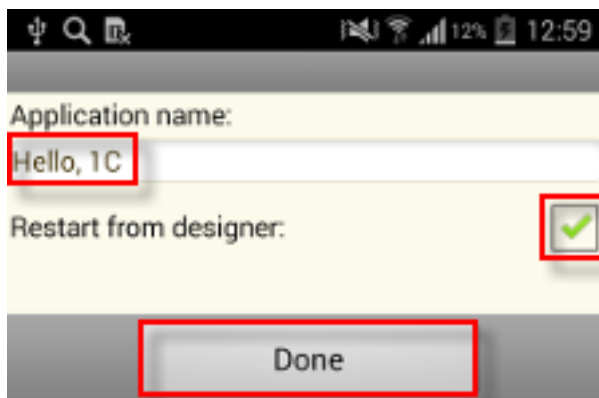 12% 12:59
Application name:
Hello, 1C
Restart from designer:
Done